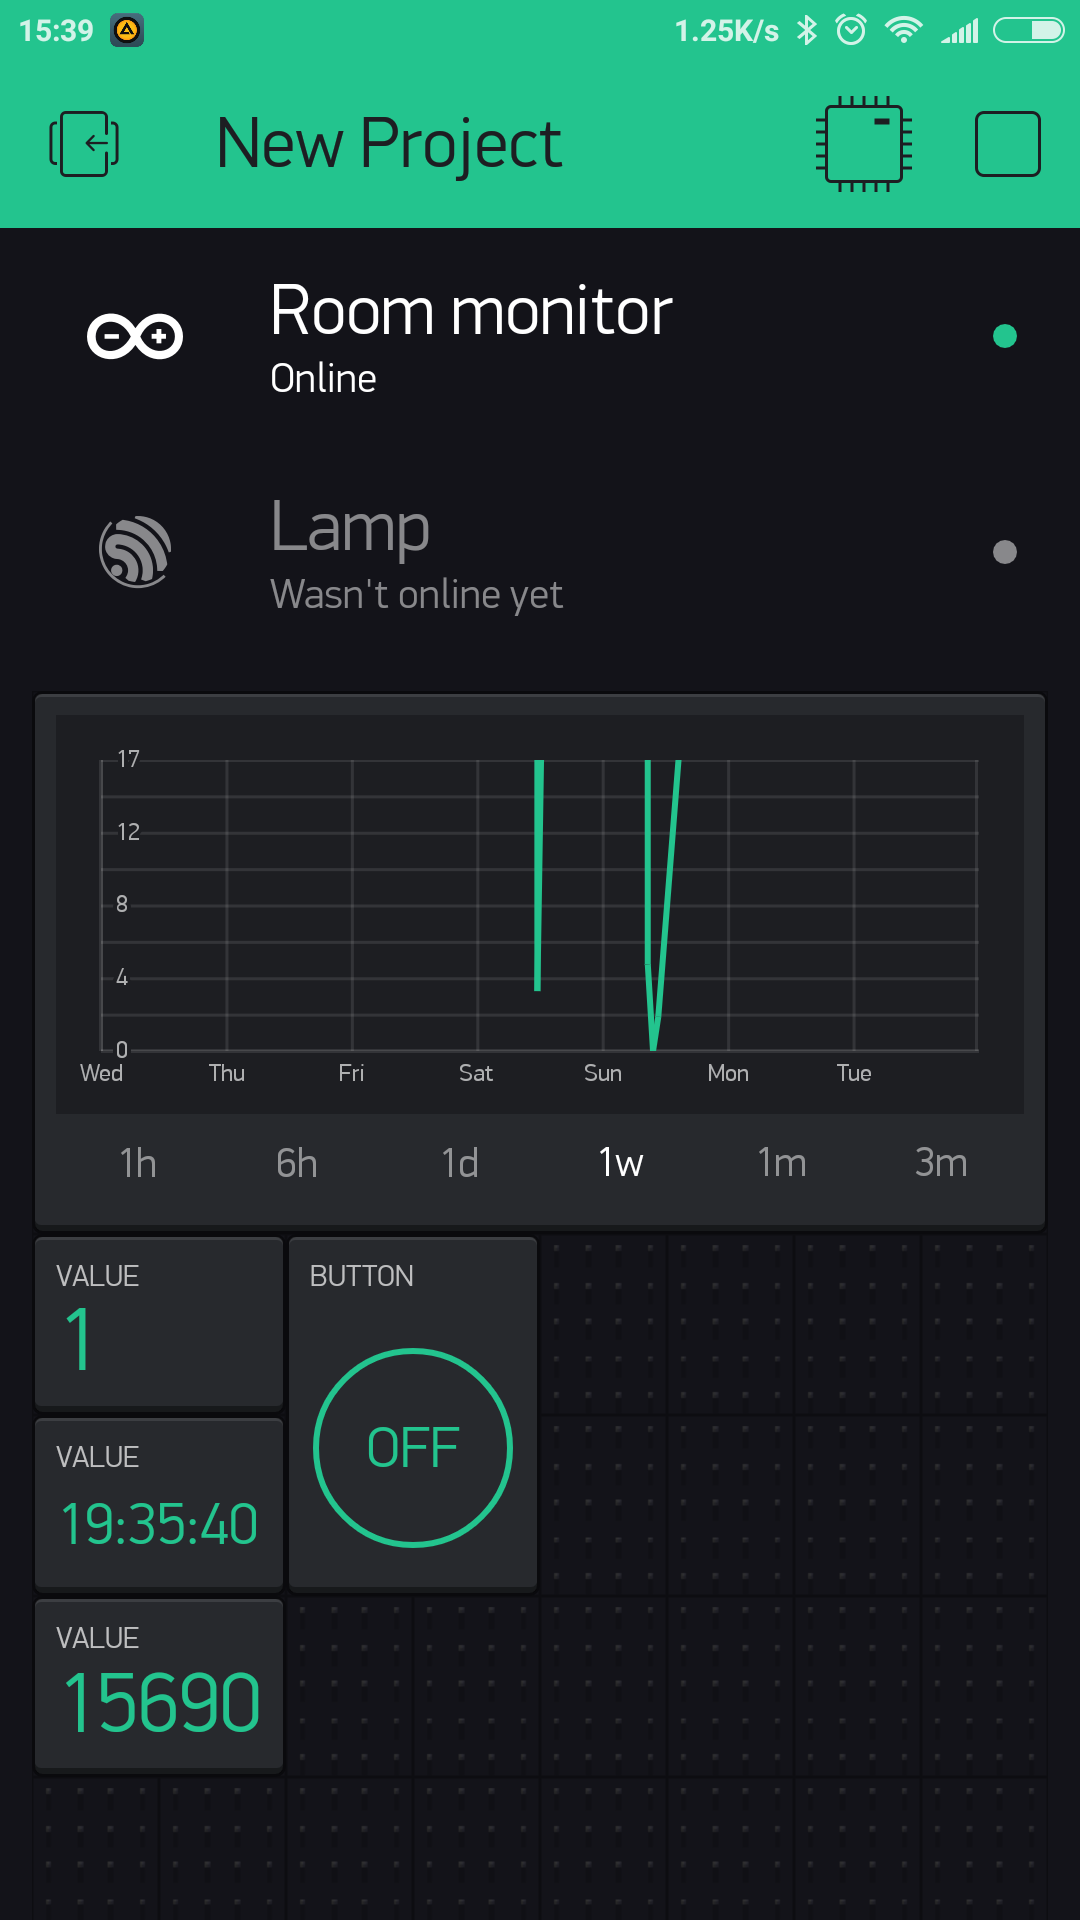 15:39 1.25K/s
New Project
Room monitor
Online
Lamp
Wasn't online yet
17
12
8
4
0
Wed Thu Fri Sat Sun Mon Tue
1h 6h 1d 1w 1m 3m
VALUE
1
BUTTON
OFF
VALUE
19:35:40
VALUE
15690